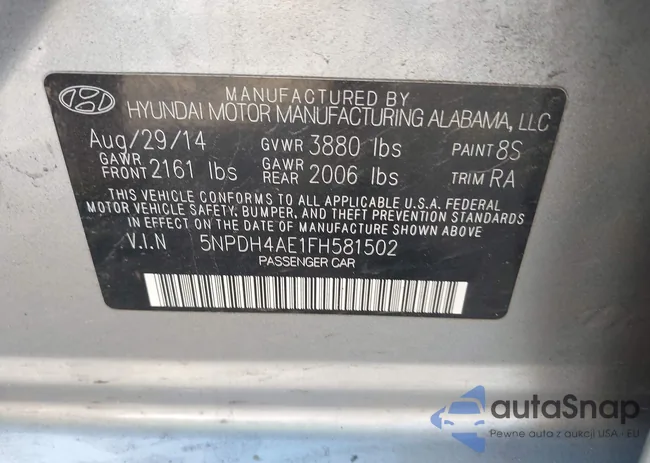 MANUFACTURED BY
HYUNDAI MOTOR MANUFACTURING ALABAMA, LLC
Aug/29/14 GVWR 3880 lbs PAINT 8S
GAWR FRONT 2161 lbs GAWR REAR 2006 lbs TRIM RA
THIS VEHICLE CONFORMS TO ALL APPLICABLE U.S.A. FEDERAL
MOTOR VEHICLE SAFETY, BUMPER, AND THEFT PREVENTION STANDARDS
IN EFFECT ON THE DATE OF MANUFACTURE SHOWN ABOVE.
V.I.N 5NPDH4AE1FH581502
PASSENGER CAR
autaSnap
Pewne auta z aukcji USA - EU